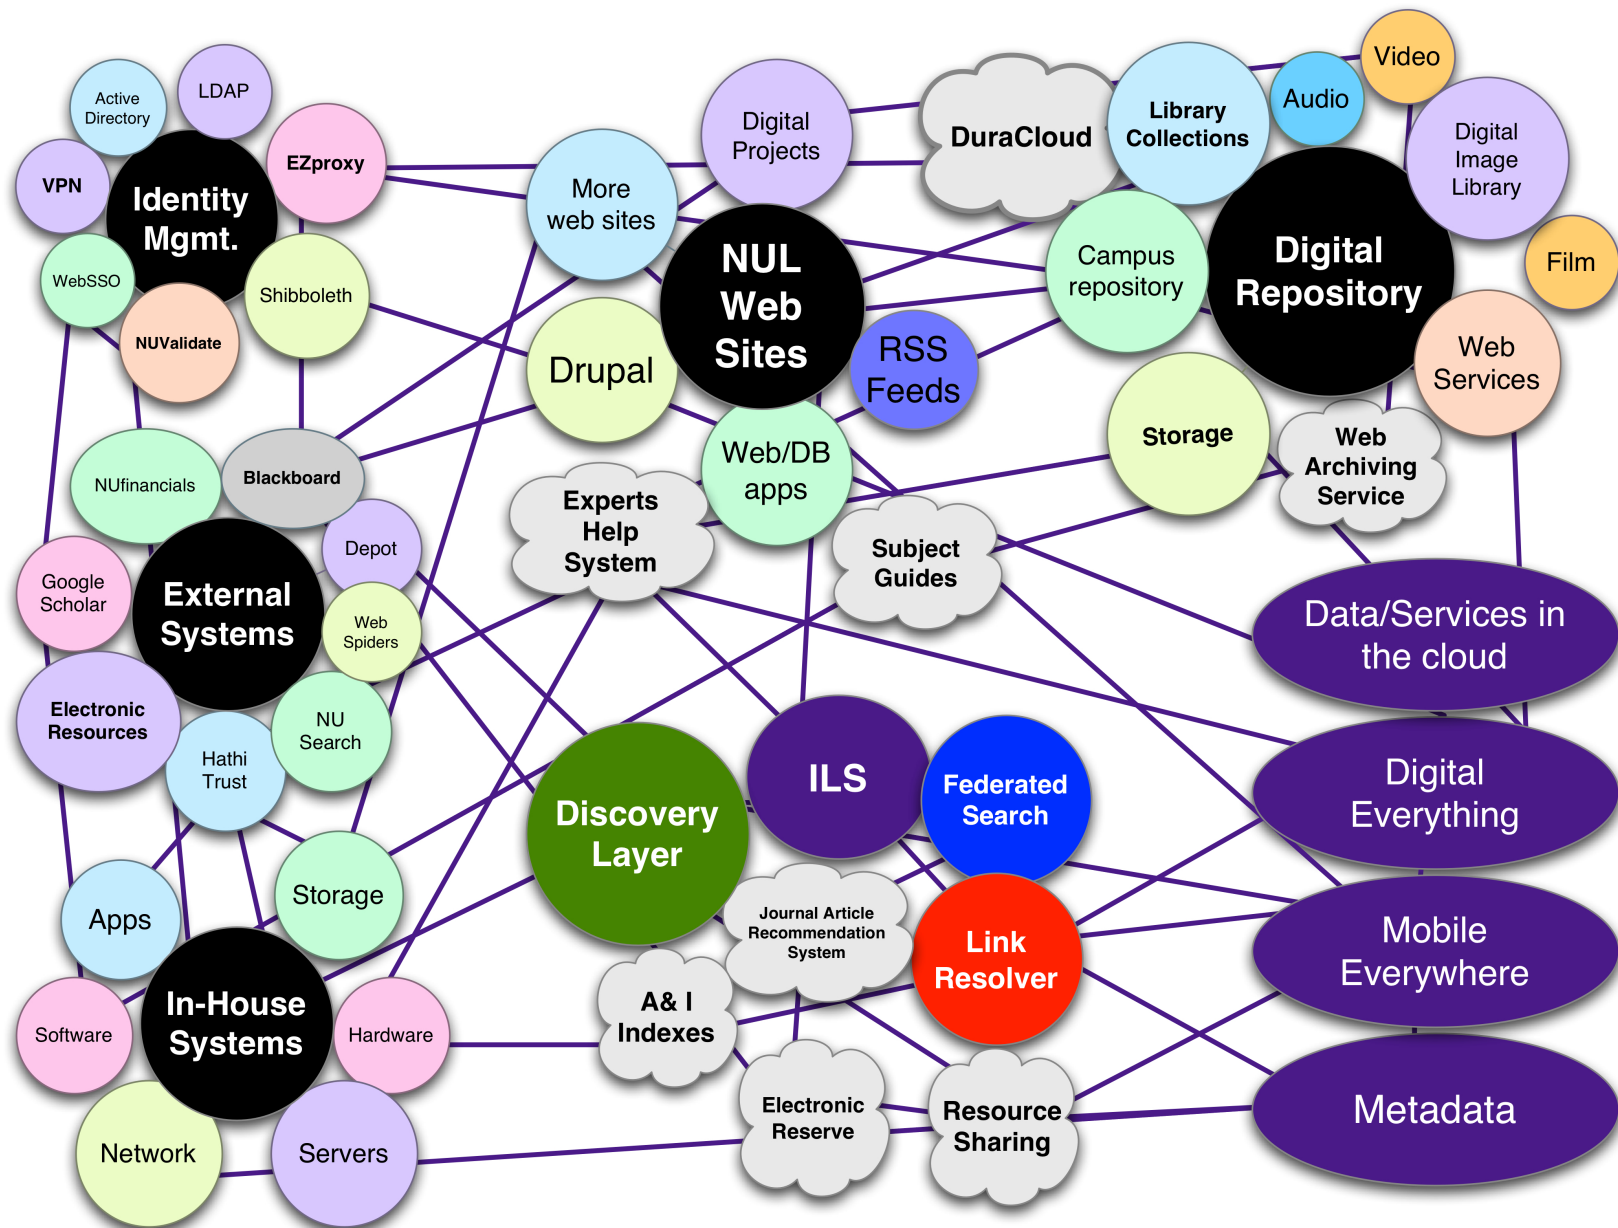 Active
Directory
LDAP
VPN
Identity
Mgmt.
EZproxy
WebSSO
NUValidate
Shibboleth
More
web sites
Digital
Projects
NUL
Web
Sites
Drupal
RSS
Feeds
Web/DB
apps
DuraCloud
Library
Collections
Audio
Video
Digital
Image
Library
Film
Digital
Repository
Campus
repository
Web
Services
Storage
Web
Archiving
Service
NUfinancials
Blackboard
Depot
Google
Scholar
External
Systems
Web
Spiders
Electronic
Resources
Hathi
Trust
NU
Search
Experts
Help
System
Subject
Guides
Data/Services in
the cloud
Digital
Everything
Mobile
Everywhere
Metadata
Discovery
Layer
ILS
Federated
Search
Journal Article
Recommendation
System
Link
Resolver
A& I
Indexes
Electronic
Reserve
Resource
Sharing
Apps
Storage
In-House
Systems
Software
Hardware
Network
Servers